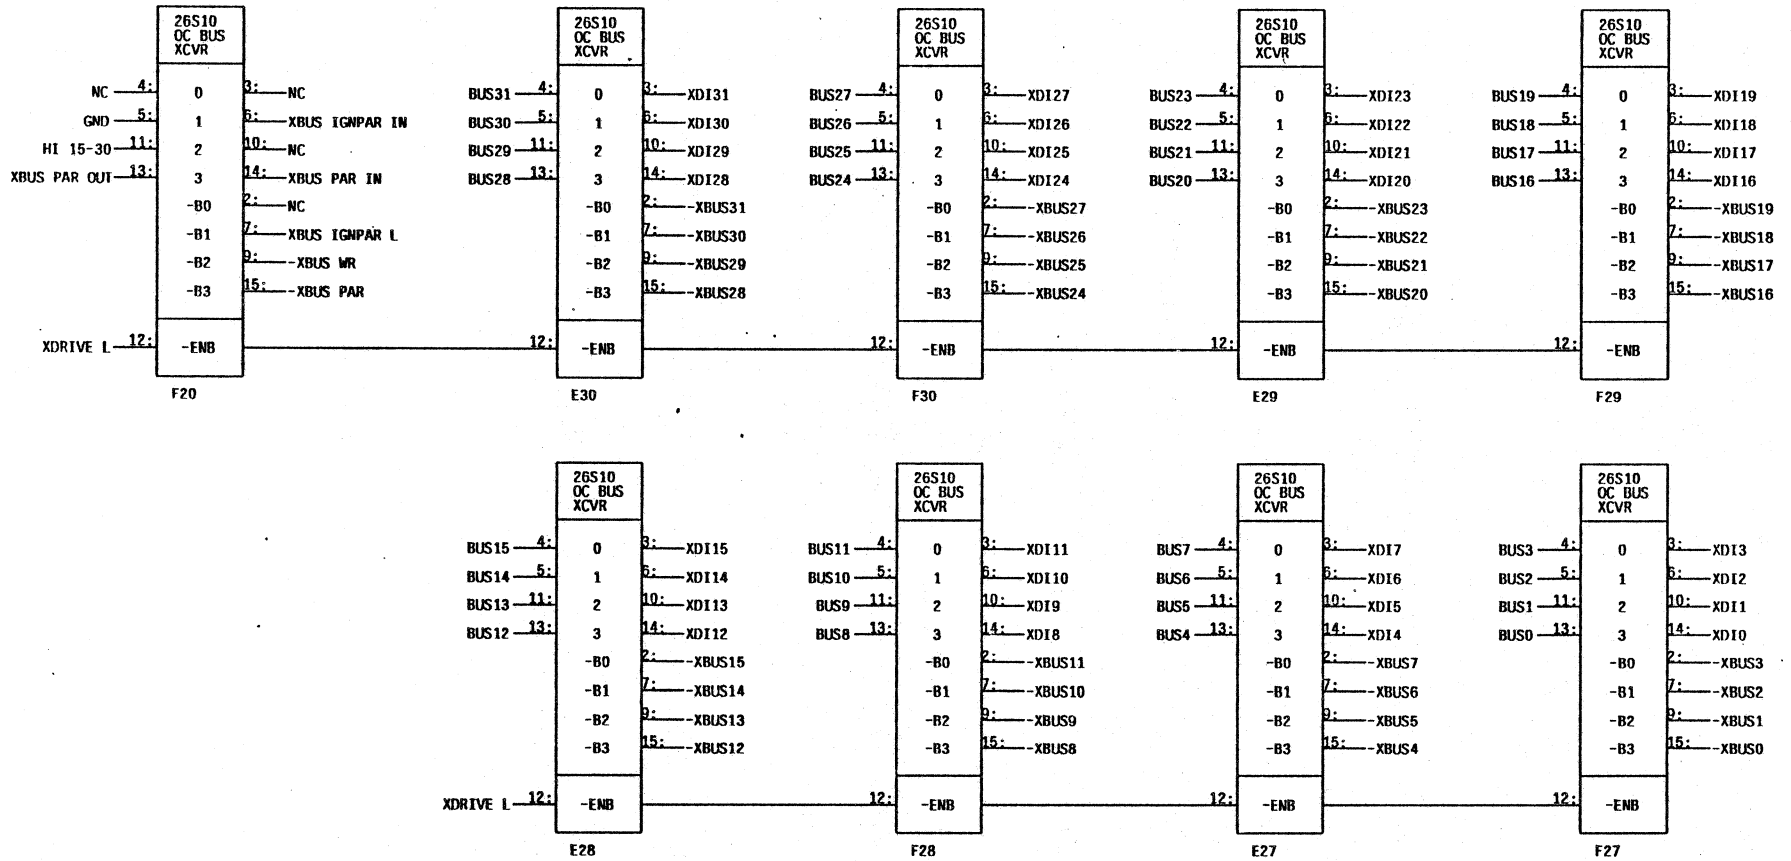 26S10 26S10 26S10 26S10 26S10
OC BUS OC BUS OC BUS OC BUS OC BUS
XCVR XCVR XCVR XCVR XCVR
NC 4: 0 3: NC BUS31 4: 0 3: XDI31 BUS27 4: 0 3: XDI27 BUS23 4: 0 3: XDI23 BUS19 4: 0 3: XDI19
GND 5: 1 6: XBUS IGNPAR IN BUS30 5: 1 6: XDI30 BUS26 5: 1 6: XDI26 BUS22 5: 1 6: XDI22 BUS18 5: 1 6: XDI18
HI 15-30 11: 2 10: NC BUS29 11: 2 10: XDI29 BUS25 11: 2 10: XDI25 BUS21 11: 2 10: XDI21 BUS17 11: 2 10: XDI17
XBUS PAR OUT 13: 3 14: XBUS PAR IN BUS28 13: 3 14: XDI28 BUS24 13: 3 14: XDI24 BUS20 13: 3 14: XDI20 BUS16 13: 3 14: XDI16
-B0 2: NC -B0 2: -XBUS31 -B0 2: -XBUS27 -B0 2: -XBUS23 -B0 2: -XBUS19
-B1 7: XBUS IGNPAR L -B1 7: -XBUS30 -B1 7: -XBUS26 -B1 7: -XBUS22 -B1 7: -XBUS18
-B2 9: -XBUS WR -B2 9: -XBUS29 -B2 9: -XBUS25 -B2 9: -XBUS21 -B2 9: -XBUS17
-B3 15: -XBUS PAR -B3 15: -XBUS28 -B3 15: -XBUS24 -B3 15: -XBUS20 -B3 15: -XBUS16
XDRIVE L 12: -ENB 12: -ENB 12: -ENB 12: -ENB 12: -ENB
F20 E30 F30 E29 F29
26S10 26S10 26S10 26S10
OC BUS OC BUS OC BUS OC BUS
XCVR XCVR XCVR XCVR
BUS15 4: 0 3: XDI15 BUS11 4: 0 3: XDI11 BUS7 4: 0 3: XDI7 BUS3 4: 0 3: XDI3
BUS14 5: 1 6: XDI14 BUS10 5: 1 6: XDI10 BUS6 5: 1 6: XDI6 BUS2 5: 1 6: XDI2
BUS13 11: 2 10: XDI13 BUS9 11: 2 10: XDI9 BUS5 11: 2 10: XDI5 BUS1 11: 2 10: XDI1
BUS12 13: 3 14: XDI12 BUS8 13: 3 14: XDI8 BUS4 13: 3 14: XDI4 BUS0 13: 3 14: XDI0
-B0 2: -XBUS15 -B0 2: -XBUS11 -B0 2: -XBUS7 -B0 2: -XBUS3
-B1 7: -XBUS14 -B1 7: -XBUS10 -B1 7: -XBUS6 -B1 7: -XBUS2
-B2 9: -XBUS13 -B2 9: -XBUS9 -B2 9: -XBUS5 -B2 9: -XBUS1
-B3 15: -XBUS12 -B3 15: -XBUS8 -B3 15: -XBUS4 -B3 15: -XBUS0
XDRIVE L 12: -ENB 12: -ENB 12: -ENB 12: -ENB
E28 F28 E27 F27